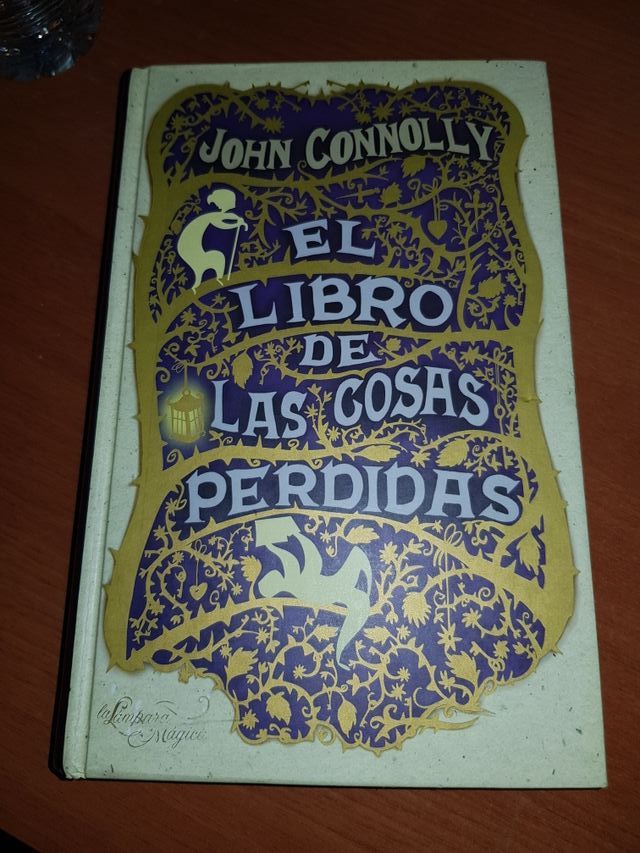 JOHN CONNOLLY
EL
LIBRO
DE
LAS COSAS
PERDIDAS
la Lámpara
Mágica